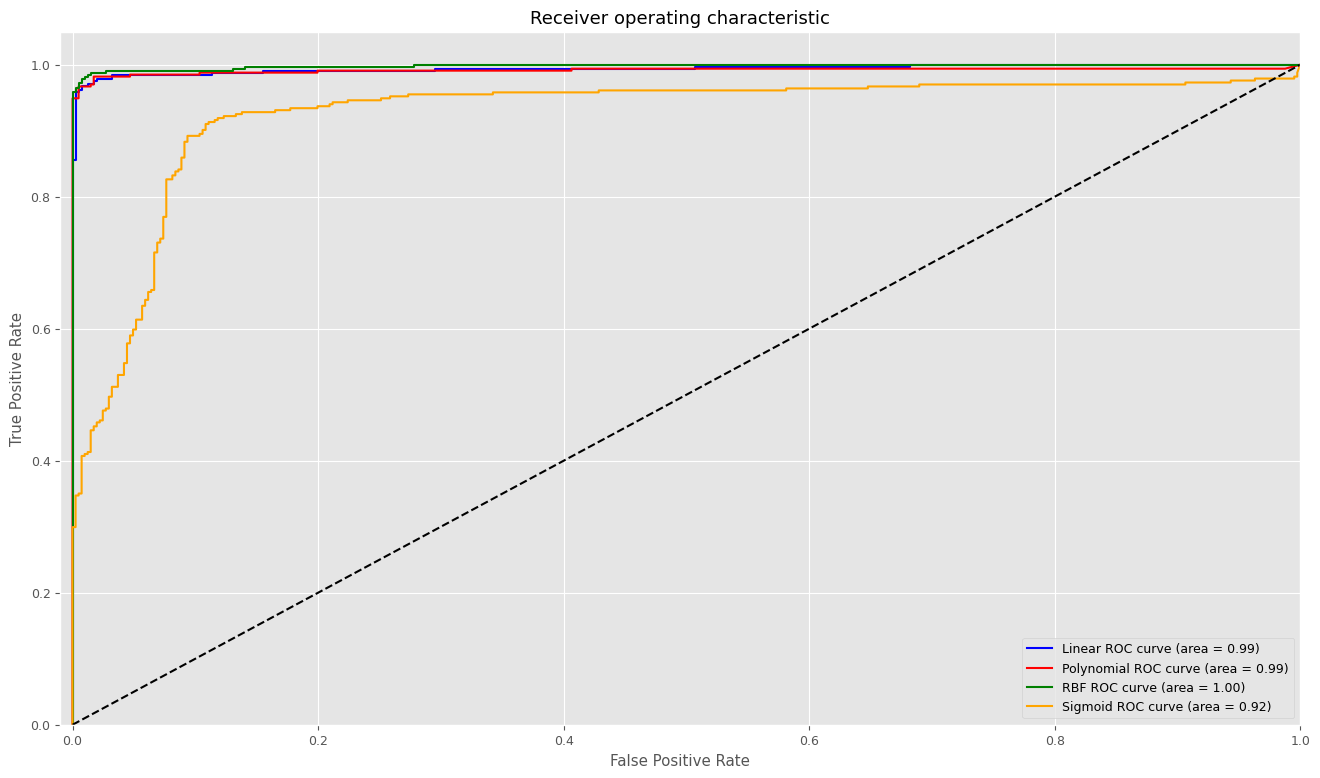 Receiver operating characteristic
True Positive Rate
1.0
0.8
0.6
0.4
0.2
0.0
0.0 0.2 0.4 0.6 0.8 1.0
False Positive Rate
Linear ROC curve (area = 0.99)
Polynomial ROC curve (area = 0.99)
RBF ROC curve (area = 1.00)
Sigmoid ROC curve (area = 0.92)